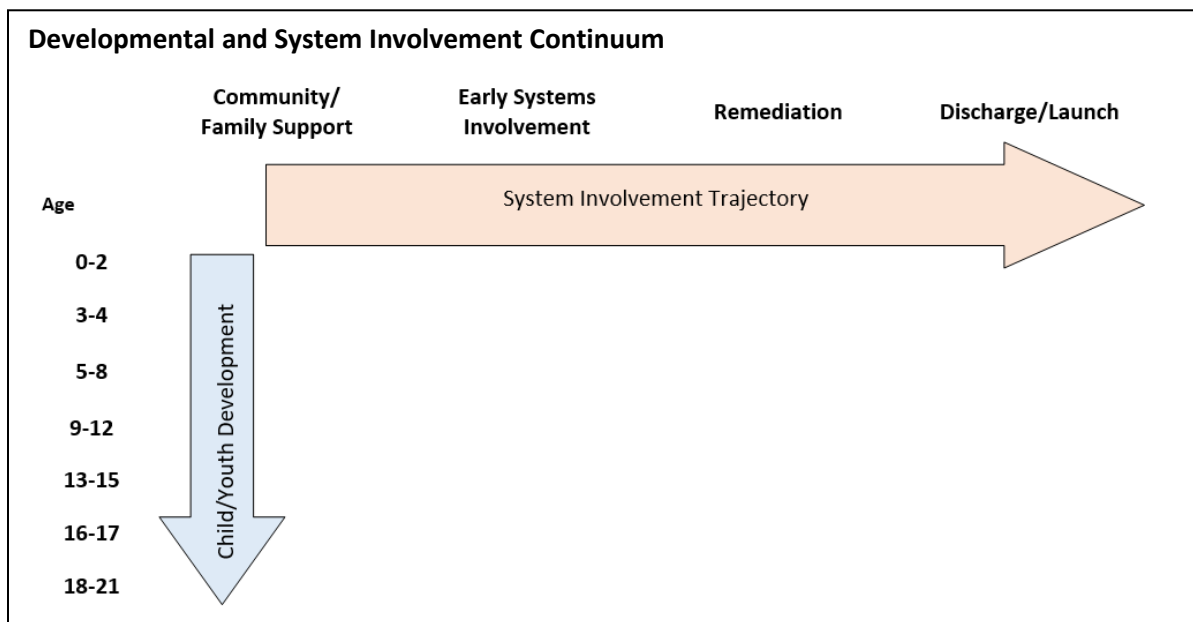 Developmental and System Involvement Continuum
Community/
Family Support
Early Systems
Involvement
Remediation
Discharge/Launch
System Involvement Trajectory
Age
0-2
3-4
5-8
9-12
13-15
16-17
18-21
Child/Youth Development